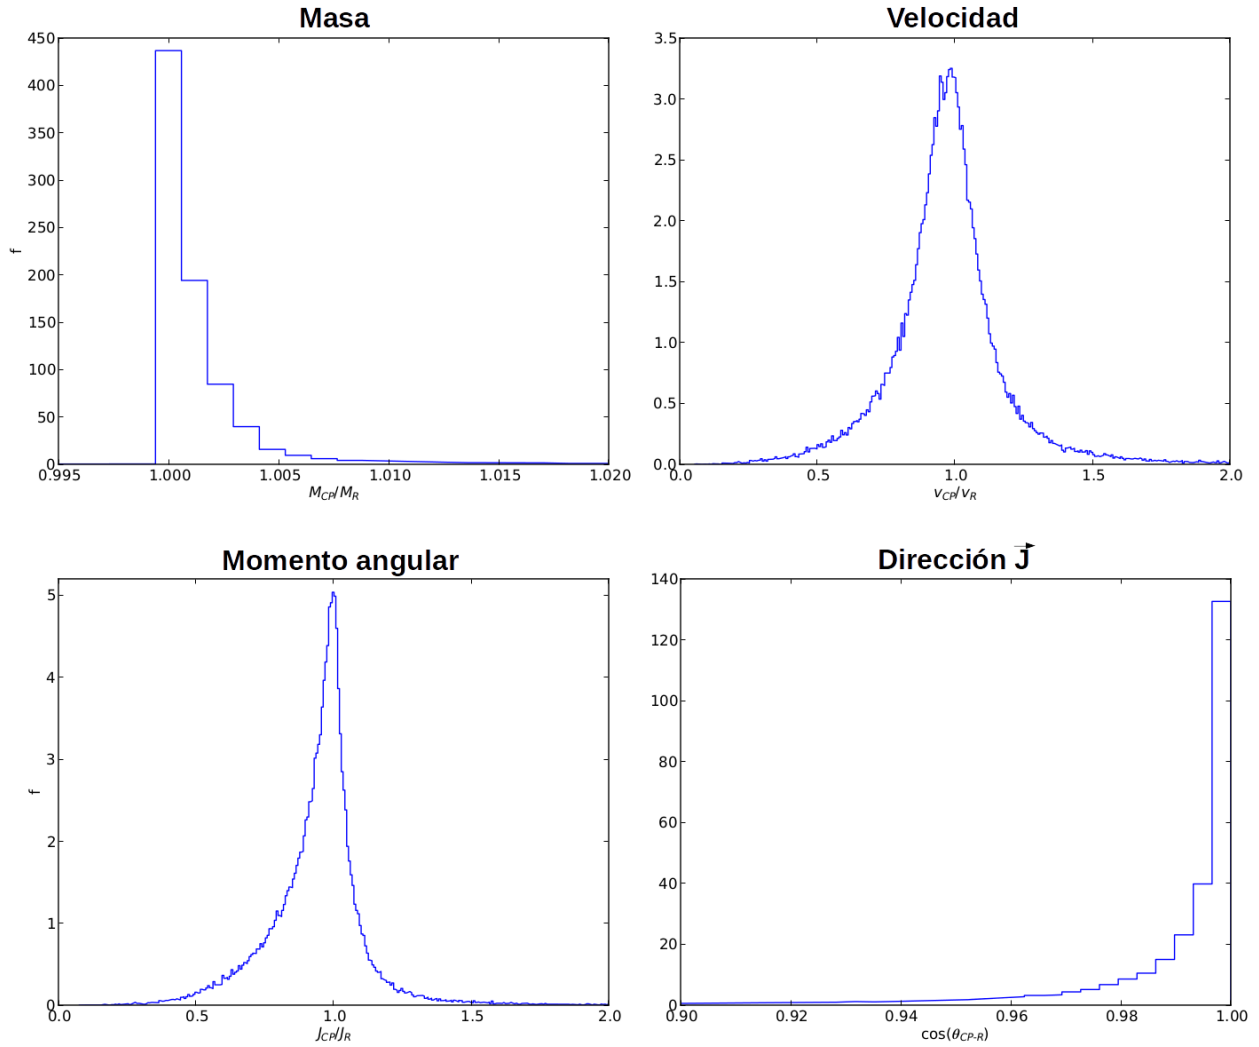 Masa
450
400
350
300
250
200
150
100
50
0
f
0.995 1.000 1.005 1.010 1.015 1.020
M_CP/M_R
Velocidad
3.5
3.0
2.5
2.0
1.5
1.0
0.5
0.0
0.0 0.5 1.0 1.5 2.0
v_CP/v_R
Momento angular
5
4
3
2
1
0
f
0.0 0.5 1.0 1.5 2.0
J_CP/J_R
Dirección J⃗
140
120
100
80
60
40
20
0
0.90 0.92 0.94 0.96 0.98 1.00
cos(θ_CP-R)